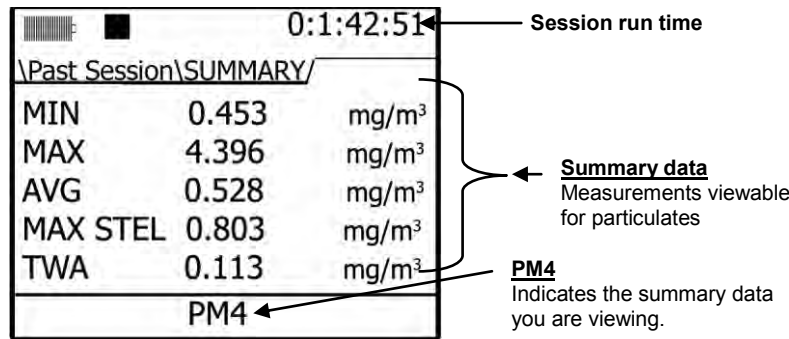 0:1:42:51
Session run time
\Past Session\SUMMARY/
MIN 0.453 mg/m³
MAX 4.396 mg/m³
AVG 0.528 mg/m³
MAX STEL 0.803 mg/m³
TWA 0.113 mg/m³
PM4
Summary data
Measurements viewable
for particulates
PM4
Indicates the summary data
you are viewing.